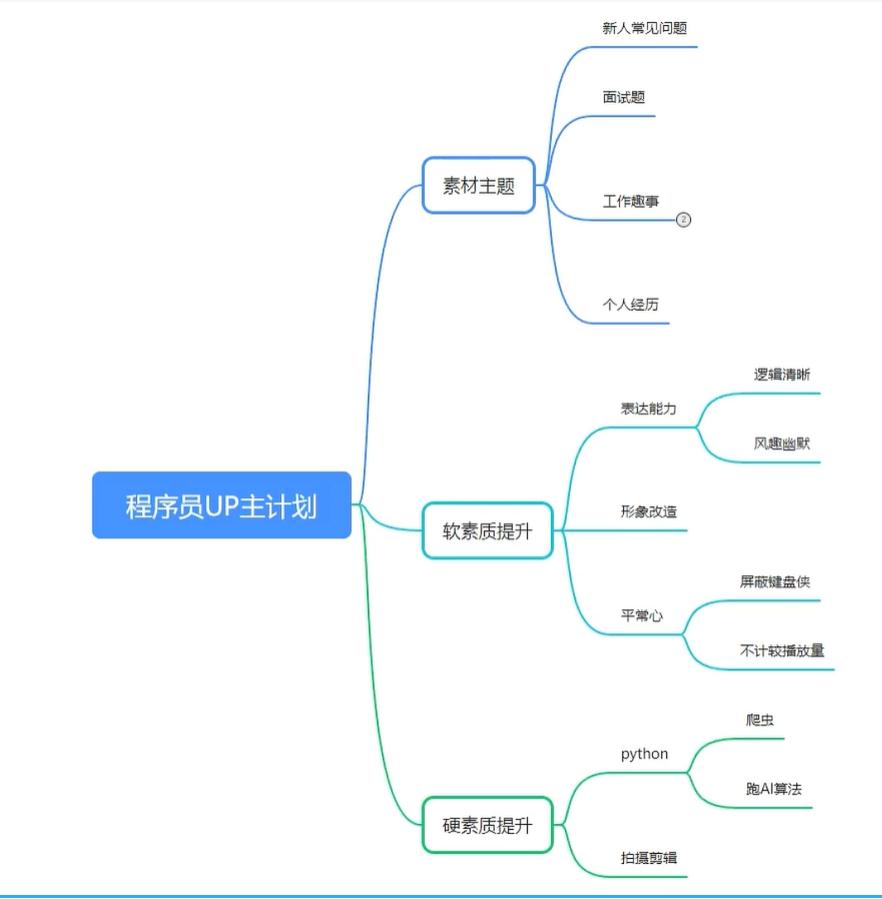 新人常见问题
面试题
素材主题
工作趣事
2
个人经历
逻辑清晰
表达能力
风趣幽默
程序员UP主计划
形象改造
软素质提升
屏蔽键盘侠
平常心
不计较播放量
爬虫
python
跑AI算法
硬素质提升
拍摄剪辑